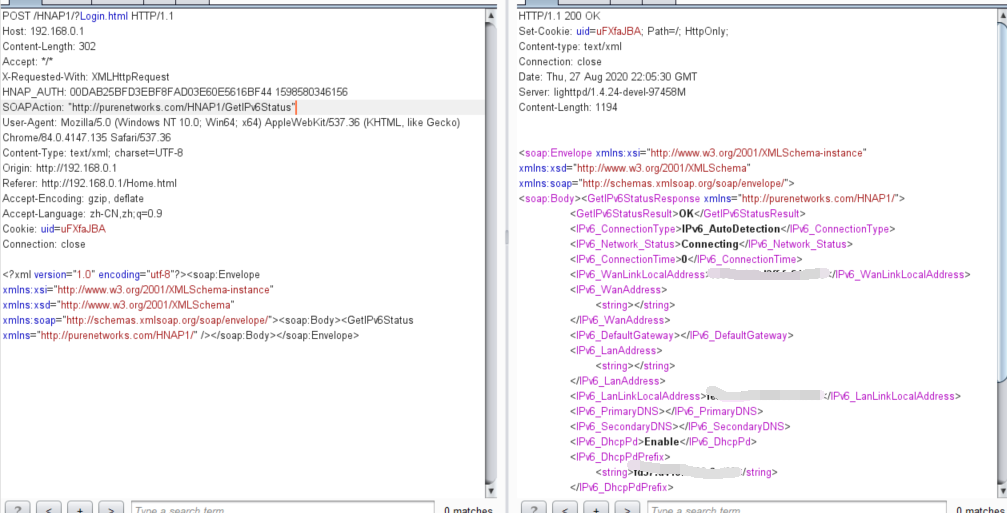 POST /HNAP1/?Login.html HTTP/1.1
Host: 192.168.0.1
Content-Length: 302
Accept: */*
X-Requested-With: XMLHttpRequest
HNAP_AUTH: 00DAB25BFD3EBF8FAD03E60E5616BF44 1598580346156
SOAPAction: "http://purenetworks.com/HNAP1/GetIPv6Status"
User-Agent: Mozilla/5.0 (Windows NT 10.0; Win64; x64) AppleWebKit/537.36 (KHTML, like Gecko)
Chrome/84.0.4147.135 Safari/537.36
Content-Type: text/xml; charset=UTF-8
Origin: http://192.168.0.1
Referer: http://192.168.0.1/Home.html
Accept-Encoding: gzip, deflate
Accept-Language: zh-CN,zh;q=0.9
Cookie: uid=uFXfaJBA
Connection: close
<?xml version="1.0" encoding="utf-8"?><soap:Envelope
xmlns:xsi="http://www.w3.org/2001/XMLSchema-instance"
xmlns:xsd="http://www.w3.org/2001/XMLSchema"
xmlns:soap="http://schemas.xmlsoap.org/soap/envelope/"><soap:Body><GetIPv6Status
xmlns="http://purenetworks.com/HNAP1/" /></soap:Body></soap:Envelope>
? < + > Type a search term 0 matches
HTTP/1.1 200 OK
Set-Cookie: uid=uFXfaJBA; Path=/; HttpOnly;
Content-type: text/xml
Connection: close
Date: Thu, 27 Aug 2020 22:05:30 GMT
Server: lighttpd/1.4.24-devel-97458M
Content-Length: 1194
<soap:Envelope xmlns:xsi="http://www.w3.org/2001/XMLSchema-instance"
xmlns:xsd="http://www.w3.org/2001/XMLSchema"
xmlns:soap="http://schemas.xmlsoap.org/soap/envelope/">
<soap:Body><GetIPv6StatusResponse xmlns="http://purenetworks.com/HNAP1/">
<GetIPv6StatusResult>OK</GetIPv6StatusResult>
<IPv6_ConnectionType>IPv6_AutoDetection</IPv6_ConnectionType>
<IPv6_Network_Status>Connecting</IPv6_Network_Status>
<IPv6_ConnectionTime>0</IPv6_ConnectionTime>
<IPv6_WanLinkLocalAddress> </IPv6_WanLinkLocalAddress>
<IPv6_WanAddress>
<string></string>
</IPv6_WanAddress>
<IPv6_DefaultGateway></IPv6_DefaultGateway>
<IPv6_LanAddress>
<string></string>
</IPv6_LanAddress>
<IPv6_LanLinkLocalAddress> </IPv6_LanLinkLocalAddress>
<IPv6_PrimaryDNS></IPv6_PrimaryDNS>
<IPv6_SecondaryDNS></IPv6_SecondaryDNS>
<IPv6_DhcpPd>Enable</IPv6_DhcpPd>
<IPv6_DhcpPdPrefix>
<string> </string>
</IPv6_DhcpPdPrefix>
? < + > Type a search term 0 matches